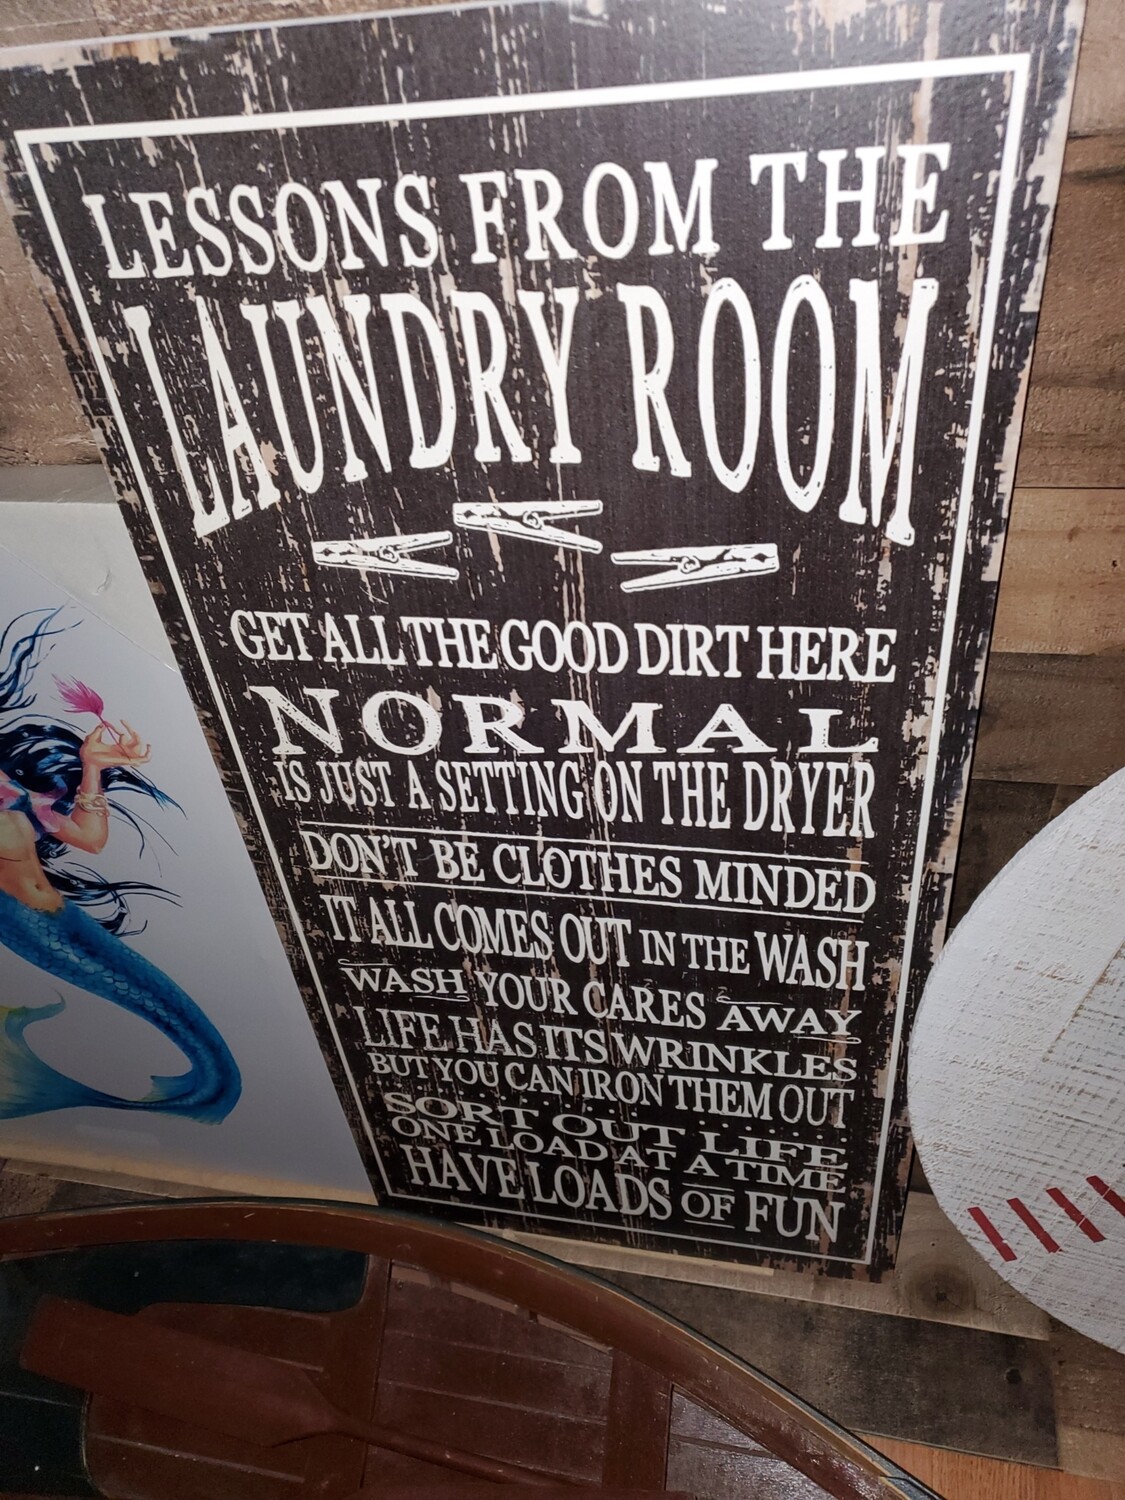 LESSONS FROM THE
LAUNDRY ROOM
GET ALL THE GOOD DIRT HERE
NORMAL
IS JUST A SETTING ON THE DRYER
DON'T BE CLOTHES MINDED
IT ALL COMES OUT IN THE WASH
WASH YOUR CARES AWAY
LIFE HAS ITS WRINKLES
BUT YOU CAN IRON THEM OUT
SORT OUT LIFE
ONE LOAD AT A TIME
HAVE LOADS OF FUN